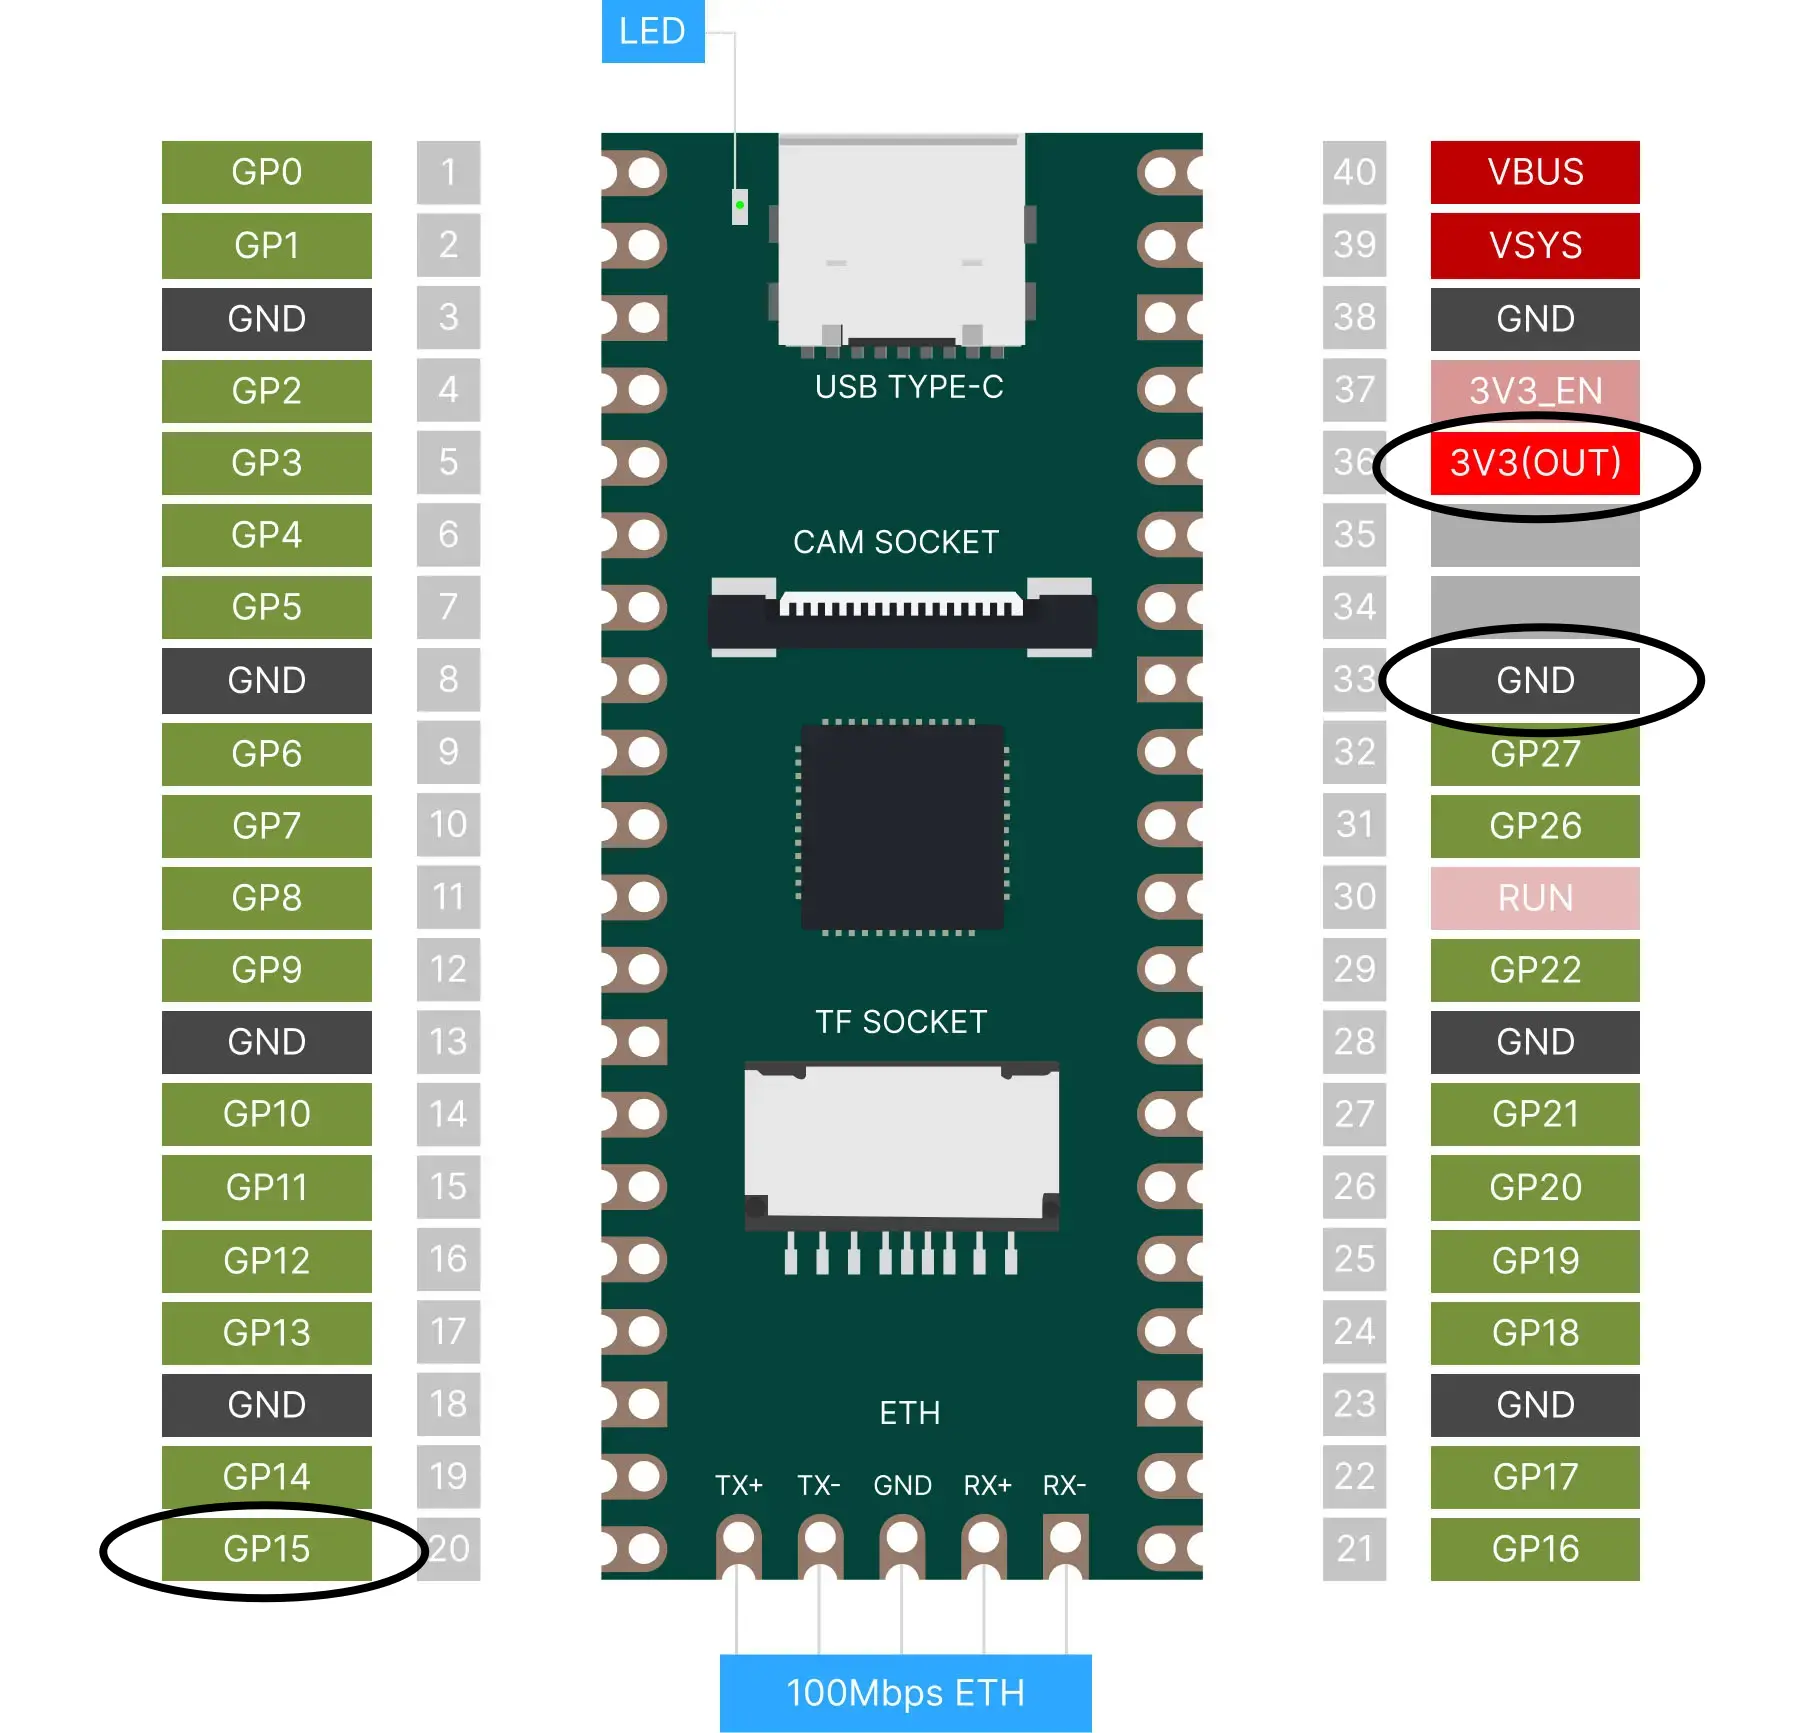 LED
GP0 1 40 VBUS
GP1 2 39 VSYS
GND 3 38 GND
GP2 4 USB TYPE-C 37 3V3_EN
GP3 5 36 3V3(OUT)
GP4 6 CAM SOCKET 35
GP5 7 34
GND 8 33 GND
GP6 9 32 GP27
GP7 10 31 GP26
GP8 11 30 RUN
GP9 12 29 GP22
TF SOCKET
GND 13 28 GND
GP10 14 27 GP21
GP11 15 26 GP20
GP12 16 25 GP19
GP13 17 24 GP18
GND 18 ETH 23 GND
GP14 19 TX+ TX- GND RX+ RX- 22 GP17
GP15 20 21 GP16
100Mbps ETH